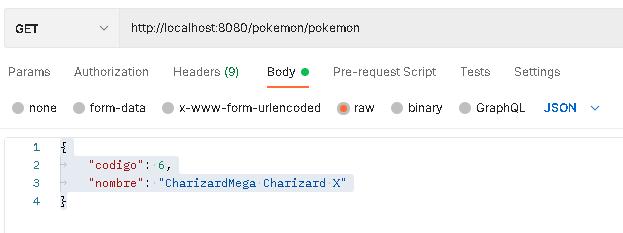 GET http://localhost:8080/pokemon/pokemon
Params Authorization Headers (9) Body Pre-request Script Tests Settings
none form-data x-www-form-urlencoded raw binary GraphQL JSON
1 {
2 "codigo": 6,
3 "nombre": "CharizardMega Charizard X"
4 }